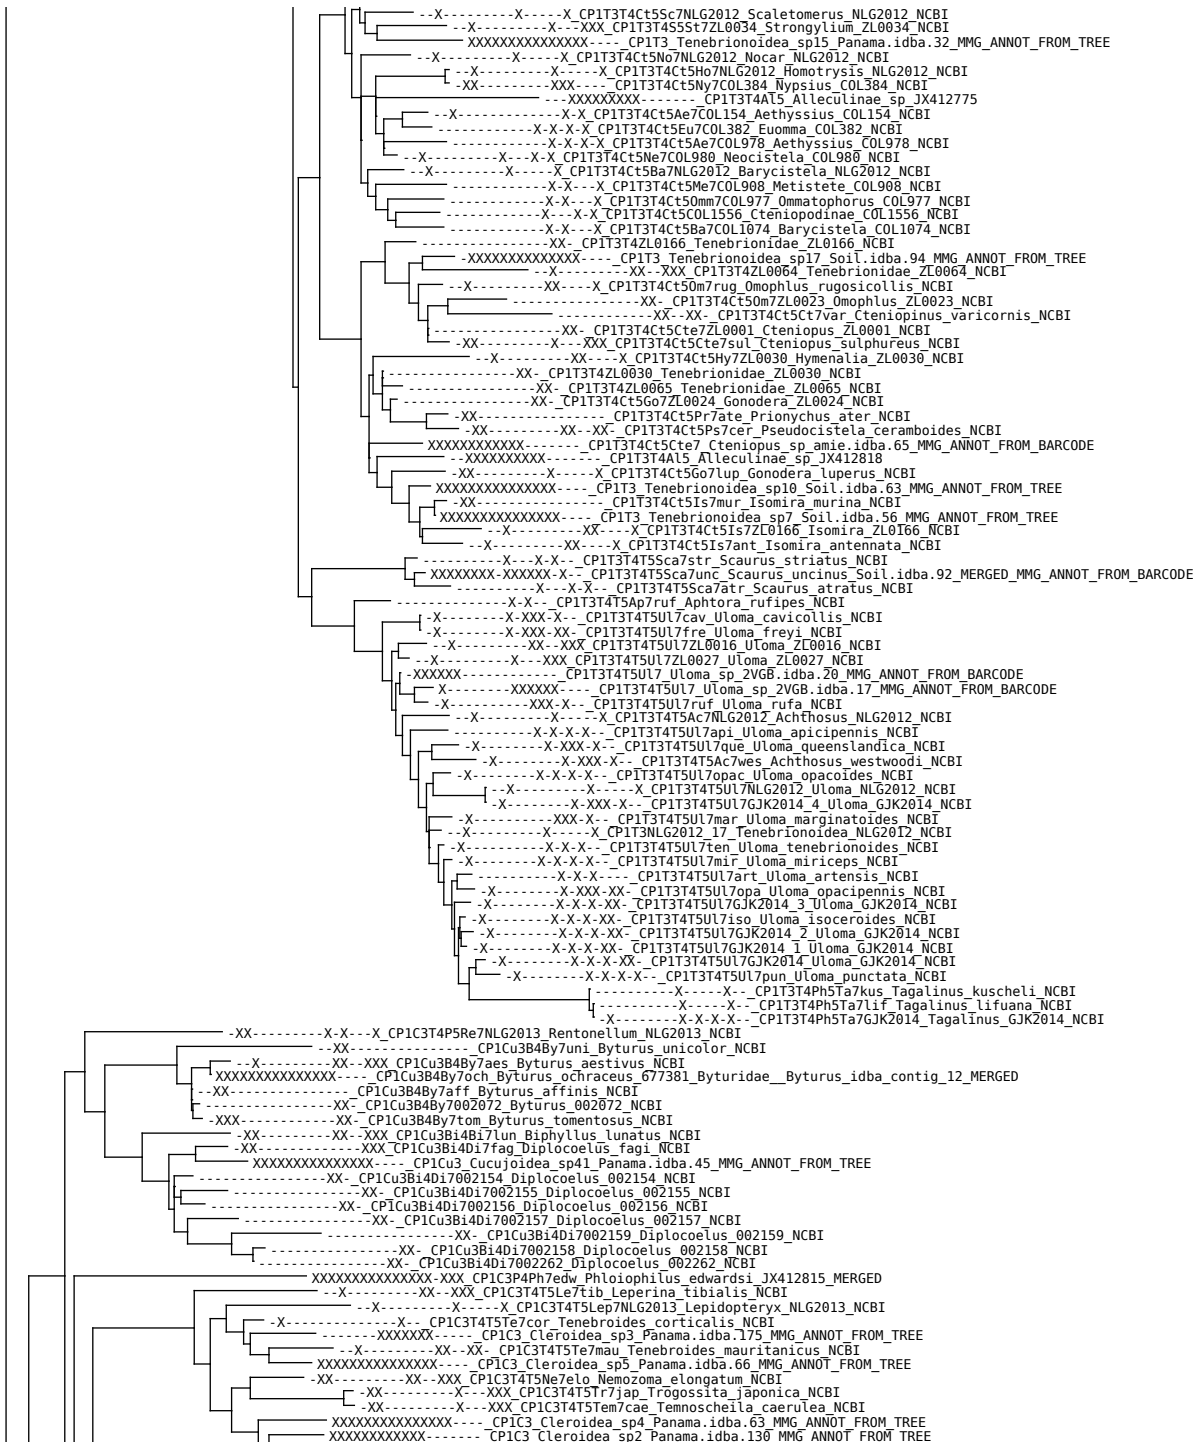 --X---------X-----X_CP1T3T4Ct5Sc7NLG2012_Scaletomerus_NLG2012_NCBI
--X---------X---XXX_CP1T3T4S5St7ZL0034_Strongylium_ZL0034_NCBI
XXXXXXXXXXXXXXX----_CP1T3_Tenebrionoidea_sp15_Panama.idba.32_MMG_ANNOT_FROM_TREE
--X---------X-----X_CP1T3T4Ct5No7NLG2012_Nocar_NLG2012_NCBI
--X---------X-----X_CP1T3T4Ct5Ho7NLG2012_Homotrysis_NLG2012_NCBI
-XX---------XXX----_CP1T3T4Ct5Ny7COL384_Nypsius_COL384_NCBI
---XXXXXXXXX-------_CP1T3T4Al5_Alleculinae_sp_JX412775
--X-------------X-X_CP1T3T4Ct5Ae7COL154_Aethyssius_COL154_NCBI
------------X-X-X-X_CP1T3T4Ct5Eu7COL382_Euomma_COL382_NCBI
------------X-X-X-X_CP1T3T4Ct5Ae7COL978_Aethyssius_COL978_NCBI
--X---------X---X-X_CP1T3T4Ct5Ne7COL980_Neocistela_COL980_NCBI
--X---------X-----X_CP1T3T4Ct5Ba7NLG2012_Barycistela_NLG2012_NCBI
------------X-X---X_CP1T3T4Ct5Me7COL908_Metistete_COL908_NCBI
------------X-X---X_CP1T3T4Ct5Omm7COL977_Ommatophorus_COL977_NCBI
------------X---X-X_CP1T3T4Ct5COL1556_Cteniopodinae_COL1556_NCBI
------------X-X---X_CP1T3T4Ct5Ba7COL1074_Barycistela_COL1074_NCBI
----------------XX-_CP1T3T4ZL0166_Tenebrionidae_ZL0166_NCBI
-XXXXXXXXXXXXXX----_CP1T3_Tenebrionoidea_sp17_Soil.idba.94_MMG_ANNOT_FROM_TREE
--X---------XX--XXX_CP1T3T4ZL0064_Tenebrionidae_ZL0064_NCBI
--X---------XX----X_CP1T3T4Ct5Om7rug_Omophlus_rugosicollis_NCBI
----------------XX-_CP1T3T4Ct5Om7ZL0023_Omophlus_ZL0023_NCBI
------------XX--XX-_CP1T3T4Ct5Ct7var_Cteniopinus_varicornis_NCBI
----------------XX-_CP1T3T4Ct5Cte7ZL0001_Cteniopus_ZL0001_NCBI
-XX---------X---XXX_CP1T3T4Ct5Cte7sul_Cteniopus_sulphureus_NCBI
--X---------XX----X_CP1T3T4Ct5Hy7ZL0030_Hymenalia_ZL0030_NCBI
----------------XX-_CP1T3T4ZL0030_Tenebrionidae_ZL0030_NCBI
----------------XX-_CP1T3T4ZL0065_Tenebrionidae_ZL0065_NCBI
----------------XX-_CP1T3T4Ct5Go7ZL0024_Gonodera_ZL0024_NCBI
-XX----------------_CP1T3T4Ct5Pr7ate_Prionychus_ater_NCBI
-XX---------XX--XX-_CP1T3T4Ct5Ps7cer_Pseudocistela_ceramboides_NCBI
XXXXXXXXXXXX-------_CP1T3T4Ct5Cte7_Cteniopus_sp_amie.idba.65_MMG_ANNOT_FROM_BARCODE
--XXXXXXXXXX-------_CP1T3T4Al5_Alleculinae_sp_JX412818
-XX---------X-----X_CP1T3T4Ct5Go7lup_Gonodera_luperus_NCBI
XXXXXXXXXXXXXXX----_CP1T3_Tenebrionoidea_sp10_Soil.idba.63_MMG_ANNOT_FROM_TREE
-XX----------------_CP1T3T4Ct5Is7mur_Isomira_murina_NCBI
XXXXXXXXXXXXXXX----_CP1T3_Tenebrionoidea_sp7_Soil.idba.56_MMG_ANNOT_FROM_TREE
--X---------XX----X_CP1T3T4Ct5Is7ZL0166_Isomira_ZL0166_NCBI
--X---------XX----X_CP1T3T4Ct5Is7ant_Isomira_antennata_NCBI
----------X---X-X--_CP1T3T4T5Sca7str_Scaurus_striatus_NCBI
XXXXXXXX-XXXXXX-X--_CP1T3T4T5Sca7unc_Scaurus_uncinus_Soil.idba.92_MERGED_MMG_ANNOT_FROM_BARCODE
----------X---X-X--_CP1T3T4T5Sca7atr_Scaurus_atratus_NCBI
--------------X-X--_CP1T3T4T5Ap7ruf_Aphtora_rufipes_NCBI
-X--------X-XXX-X--_CP1T3T4T5Ul7cav_Uloma_cavicollis_NCBI
-X--------X-XXX-XX-_CP1T3T4T5Ul7fre_Uloma_freyi_NCBI
--X---------XX--XXX_CP1T3T4T5Ul7ZL0016_Uloma_ZL0016_NCBI
--X---------X---XXX_CP1T3T4T5Ul7ZL0027_Uloma_ZL0027_NCBI
-XXXXXX------------_CP1T3T4T5Ul7_Uloma_sp_2VGB.idba.20_MMG_ANNOT_FROM_BARCODE
X--------XXXXXX----_CP1T3T4T5Ul7_Uloma_sp_2VGB.idba.17_MMG_ANNOT_FROM_BARCODE
-X----------XXX-X--_CP1T3T4T5Ul7ruf_Uloma_rufa_NCBI
--X---------X-----X_CP1T3T4T5Ac7NLG2012_Achthosus_NLG2012_NCBI
----------X-X-X-X--_CP1T3T4T5Ul7api_Uloma_apicipennis_NCBI
-X--------X-XXX-X--_CP1T3T4T5Ul7que_Uloma_queenslandica_NCBI
-X--------X-XXX-X--_CP1T3T4T5Ac7wes_Achthosus_westwoodi_NCBI
-X--------X-X-X-X--_CP1T3T4T5Ul7opac_Uloma_opacoides_NCBI
--X---------X-----X_CP1T3T4T5Ul7NLG2012_Uloma_NLG2012_NCBI
-X--------X-XXX-X--_CP1T3T4T5Ul7GJK2014_4_Uloma_GJK2014_NCBI
-X----------XXX-X--_CP1T3T4T5Ul7mar_Uloma_marginatoides_NCBI
--X---------X-----X_CP1T3NLG2012_17_Tenebrionoidea_NLG2012_NCBI
-X----------X-X-X--_CP1T3T4T5Ul7ten_Uloma_tenebrionoides_NCBI
-X--------X-X-X-X--_CP1T3T4T5Ul7mir_Uloma_miriceps_NCBI
----------X-X-X----_CP1T3T4T5Ul7art_Uloma_artensis_NCBI
-X--------X-XXX-XX-_CP1T3T4T5Ul7opa_Uloma_opacipennis_NCBI
-X--------X-X-X-XX-_CP1T3T4T5Ul7GJK2014_3_Uloma_GJK2014_NCBI
-X--------X-X-X-XX-_CP1T3T4T5Ul7iso_Uloma_isoceroides_NCBI
-X--------X-X-X-XX-_CP1T3T4T5Ul7GJK2014_2_Uloma_GJK2014_NCBI
-X--------X-X-X-XX-_CP1T3T4T5Ul7GJK2014_1_Uloma_GJK2014_NCBI
-X--------X-X-X-XX-_CP1T3T4T5Ul7GJK2014_Uloma_GJK2014_NCBI
-X--------X-X-X-X--_CP1T3T4T5Ul7pun_Uloma_punctata_NCBI
----------X-----X--_CP1T3T4Ph5Ta7kus_Tagalinus_kuscheli_NCBI
----------X-----X--_CP1T3T4Ph5Ta7lif_Tagalinus_lifuana_NCBI
-X--------X-X-X-X--_CP1T3T4Ph5Ta7GJK2014_Tagalinus_GJK2014_NCBI
-XX---------X-X---X_CP1C3T4P5Re7NLG2013_Rentonellum_NLG2013_NCBI
--XX---------------_CP1Cu3B4By7uni_Byturus_unicolor_NCBI
--X---------XX--XXX_CP1Cu3B4By7aes_Byturus_aestivus_NCBI
XXXXXXXXXXXXXXX----_CP1Cu3B4By7och_Byturus_ochraceus_677381_Byturidae__Byturus_idba_contig_12_MERGED
--XX---------------_CP1Cu3B4By7aff_Byturus_affinis_NCBI
----------------XX-_CP1Cu3B4By7002072_Byturus_002072_NCBI
-XXX------------XX-_CP1Cu3B4By7tom_Byturus_tomentosus_NCBI
-XX---------XX--XXX_CP1Cu3Bi4Bi7lun_Biphyllus_lunatus_NCBI
-XX-------------XXX_CP1Cu3Bi4Di7fag_Diplocoelus_fagi_NCBI
XXXXXXXXXXXXXXX----_CP1Cu3_Cucujoidea_sp41_Panama.idba.45_MMG_ANNOT_FROM_TREE
----------------XX-_CP1Cu3Bi4Di7002154_Diplocoelus_002154_NCBI
----------------XX-_CP1Cu3Bi4Di7002155_Diplocoelus_002155_NCBI
----------------XX-_CP1Cu3Bi4Di7002156_Diplocoelus_002156_NCBI
----------------XX-_CP1Cu3Bi4Di7002157_Diplocoelus_002157_NCBI
----------------XX-_CP1Cu3Bi4Di7002159_Diplocoelus_002159_NCBI
----------------XX-_CP1Cu3Bi4Di7002158_Diplocoelus_002158_NCBI
----------------XX-_CP1Cu3Bi4Di7002262_Diplocoelus_002262_NCBI
XXXXXXXXXXXXXXX-XXX_CP1C3P4Ph7edw_Phloiophilus_edwardsi_JX412815_MERGED
--X---------XX--XXX_CP1C3T4T5Le7tib_Leperina_tibialis_NCBI
--X---------X-----X_CP1C3T4T5Lep7NLG2013_Lepidopteryx_NLG2013_NCBI
-X--------------X--_CP1C3T4T5Te7cor_Tenebroides_corticalis_NCBI
-------XXXXXXX-----_CP1C3_Cleroidea_sp3_Panama.idba.175_MMG_ANNOT_FROM_TREE
--X---------XX--XX-_CP1C3T4T5Te7mau_Tenebroides_mauritanicus_NCBI
XXXXXXXXXXXXXXX----_CP1C3_Cleroidea_sp5_Panama.idba.66_MMG_ANNOT_FROM_TREE
-XX---------XX--XXX_CP1C3T4T5Ne7elo_Nemozoma_elongatum_NCBI
-XX---------X---XXX_CP1C3T4T5Tr7jap_Trogossita_japonica_NCBI
-XX---------X---XXX_CP1C3T4T5Tem7cae_Temnoscheila_caerulea_NCBI
XXXXXXXXXXXXXXX----_CP1C3_Cleroidea_sp4_Panama.idba.63_MMG_ANNOT_FROM_TREE
XXXXXXXXXXXX-------_CP1C3_Cleroidea_sp2_Panama.idba.130_MMG_ANNOT_FROM_TREE